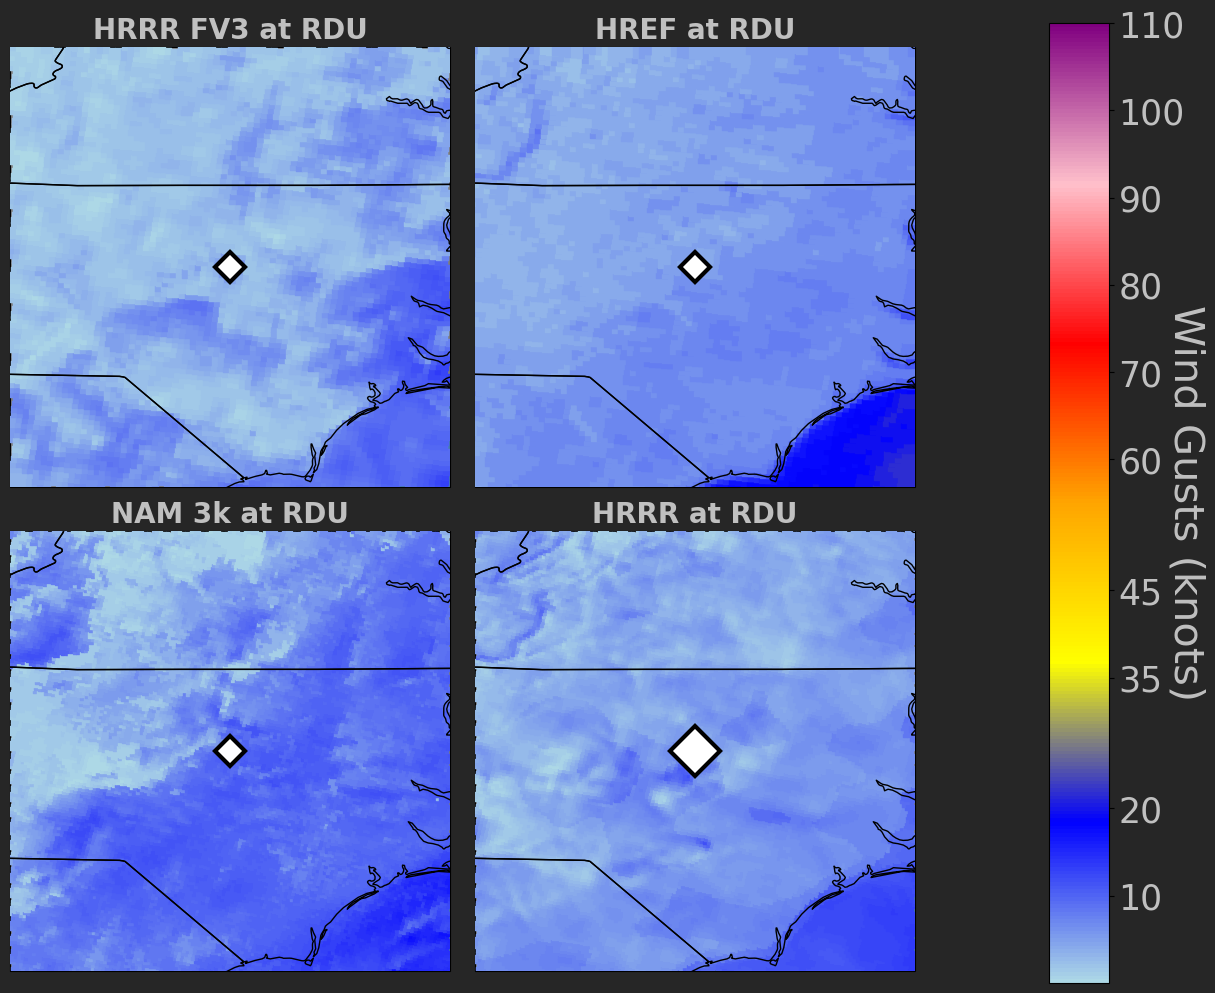 HRRR FV3 at RDU
HREF at RDU
NAM 3k at RDU
HRRR at RDU
110
100
90
80
70
60
45
35
20
10
Wind Gusts (knots)